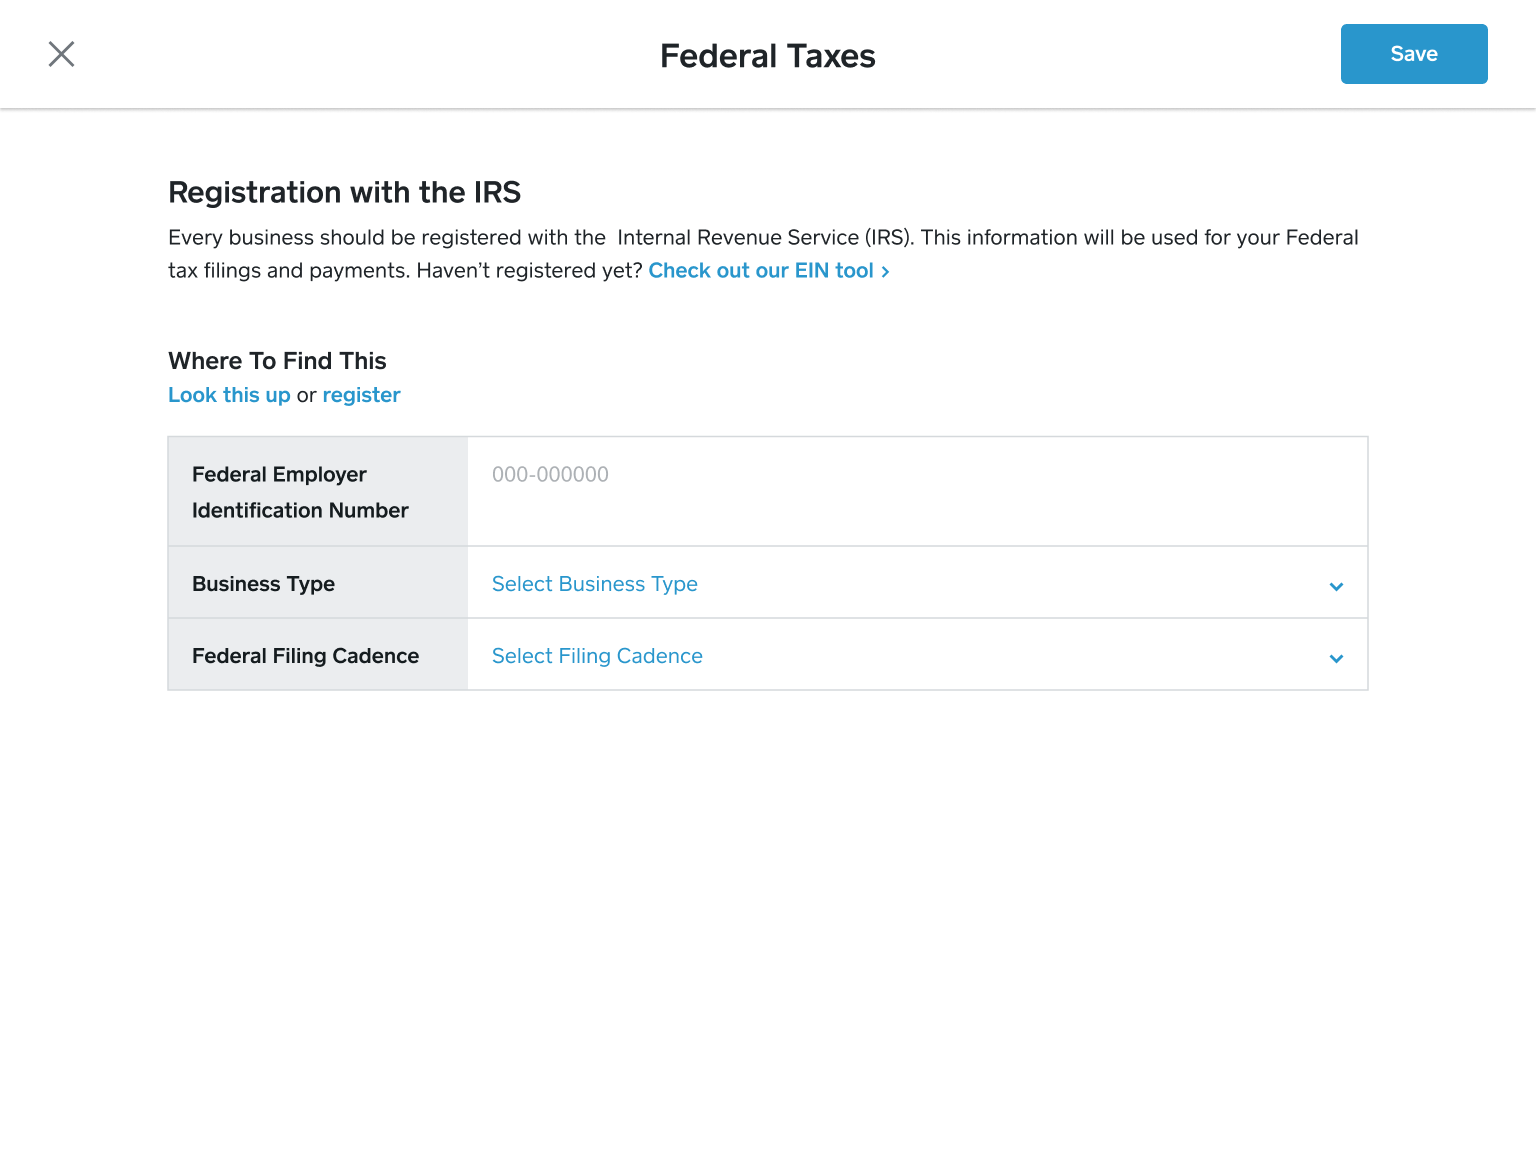 Federal Taxes
Save
Registration with the IRS
Every business should be registered with the  Internal Revenue Service (IRS). This information will be used for your Federal
tax filings and payments. Haven’t registered yet? Check out our EIN tool ›
Where To Find This
Look this up or register
Federal Employer
Identification Number
000-000000
Business Type
Select Business Type
Federal Filing Cadence
Select Filing Cadence